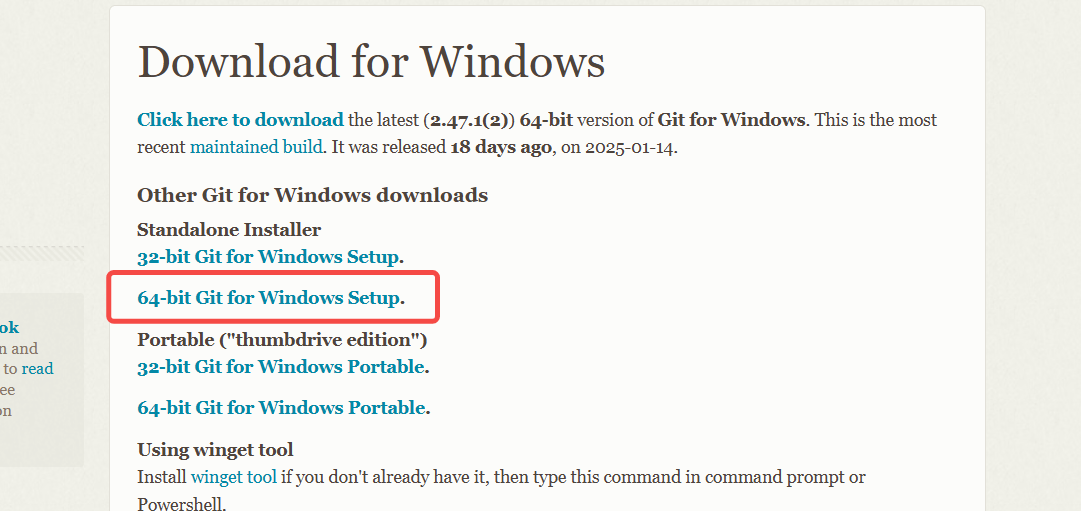 Download for Windows
Click here to download the latest (2.47.1(2)) 64-bit version of Git for Windows. This is the most
recent maintained build. It was released 18 days ago, on 2025-01-14.
Other Git for Windows downloads
Standalone Installer
32-bit Git for Windows Setup.
64-bit Git for Windows Setup.
Portable ("thumbdrive edition")
32-bit Git for Windows Portable.
64-bit Git for Windows Portable.
Using winget tool
Install winget tool if you don't already have it, then type this command in command prompt or
Powershell.
ok
n and
to read
ee
on